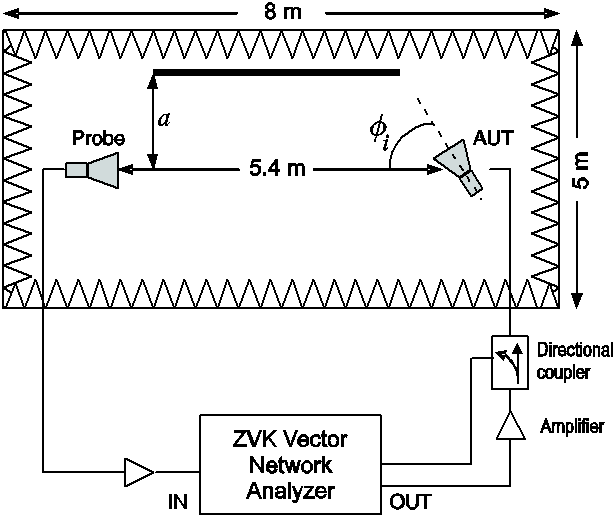 8 m
a
ϕi
Probe
AUT
5.4 m
5 m
Directional
coupler
Amplifier
ZVK Vector
Network
Analyzer
IN
OUT